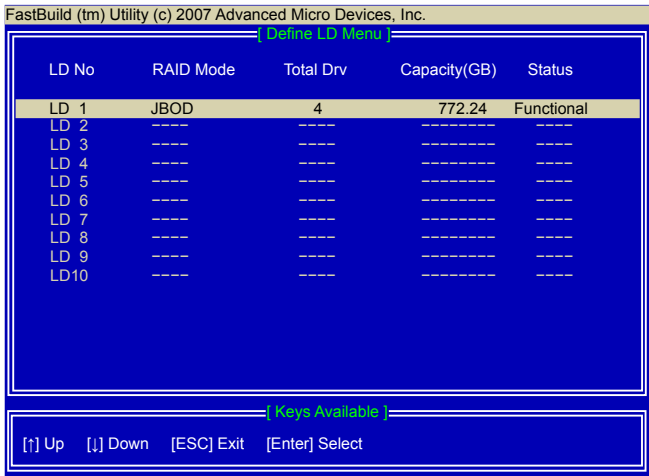 FastBuild (tm) Utility (c) 2007 Advanced Micro Devices, Inc.
[ Define LD Menu ]
LD No RAID Mode Total Drv Capacity(GB) Status
LD 1 JBOD 4 772.24 Functional
LD 2 ---- ---- -------- ----
LD 3 ---- ---- -------- ----
LD 4 ---- ---- -------- ----
LD 5 ---- ---- -------- ----
LD 6 ---- ---- -------- ----
LD 7 ---- ---- -------- ----
LD 8 ---- ---- -------- ----
LD 9 ---- ---- -------- ----
LD10 ---- ---- -------- ----
[ Keys Available ]
[↑] Up [↓] Down [ESC] Exit [Enter] Select